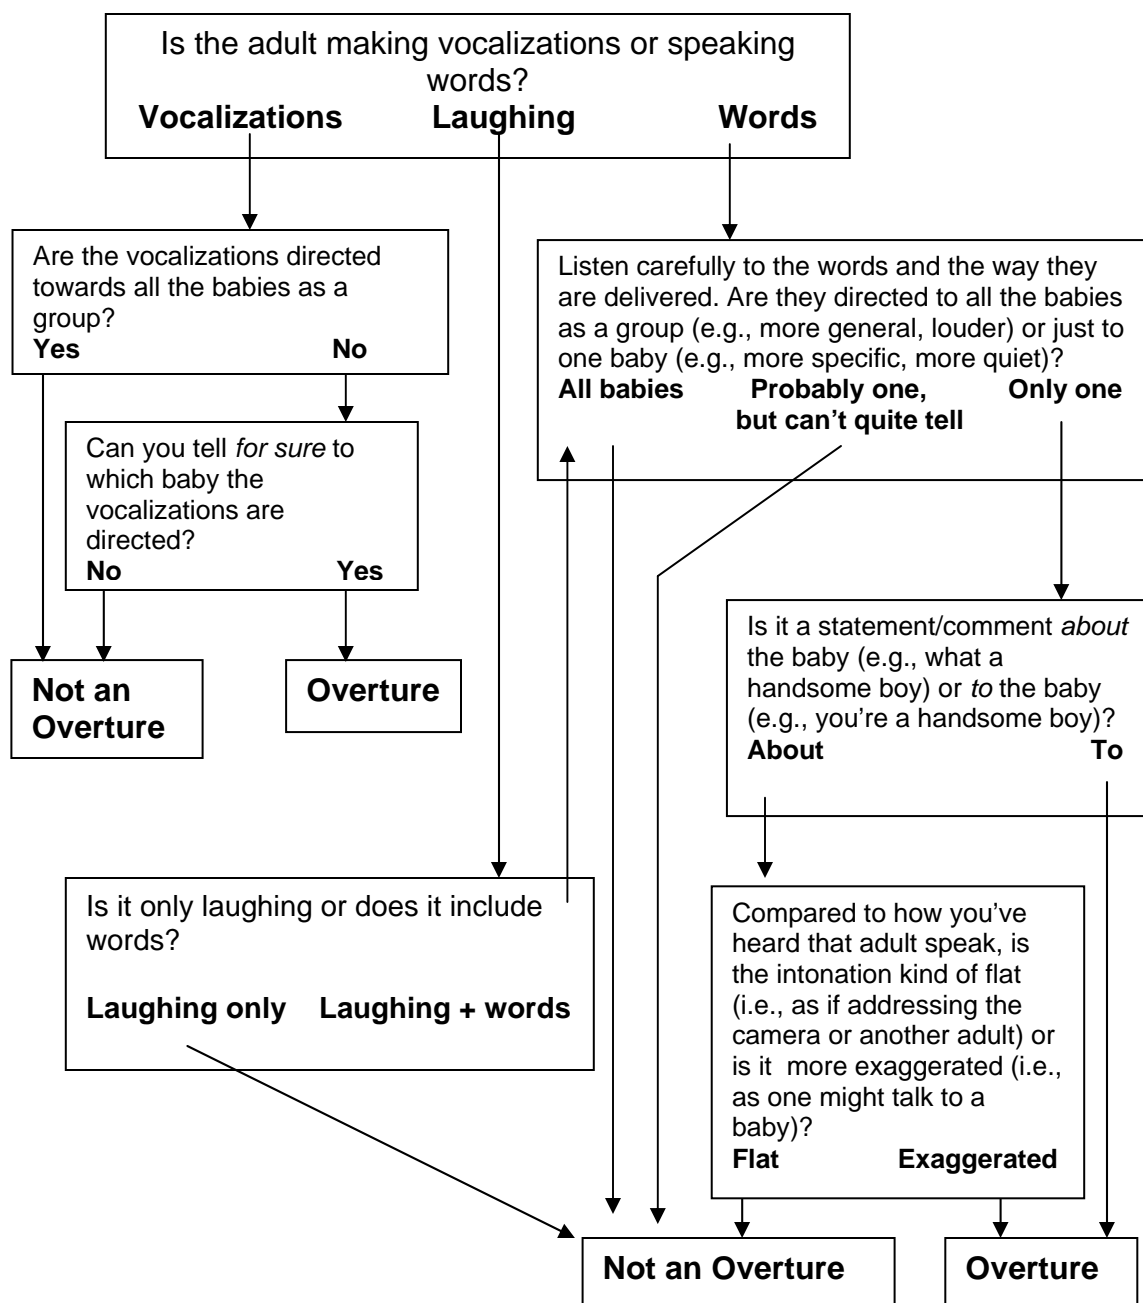 Is the adult making vocalizations or speaking
words?
Vocalizations Laughing Words
Are the vocalizations directed
towards all the babies as a
group?
Yes No
Listen carefully to the words and the way they
are delivered. Are they directed to all the babies
as a group (e.g., more general, louder) or just to
one baby (e.g., more specific, more quiet)?
All babies Probably one, Only one
but can't quite tell
Can you tell for sure to
which baby the
vocalizations are
directed?
No Yes
Not an
Overture
Overture
Is it a statement/comment about
the baby (e.g., what a
handsome boy) or to the baby
(e.g., you're a handsome boy)?
About To
Is it only laughing or does it include
words?
Laughing only Laughing + words
Compared to how you've
heard that adult speak, is
the intonation kind of flat
(i.e., as if addressing the
camera or another adult) or
is it more exaggerated (i.e.,
as one might talk to a
baby)?
Flat Exaggerated
Not an Overture
Overture